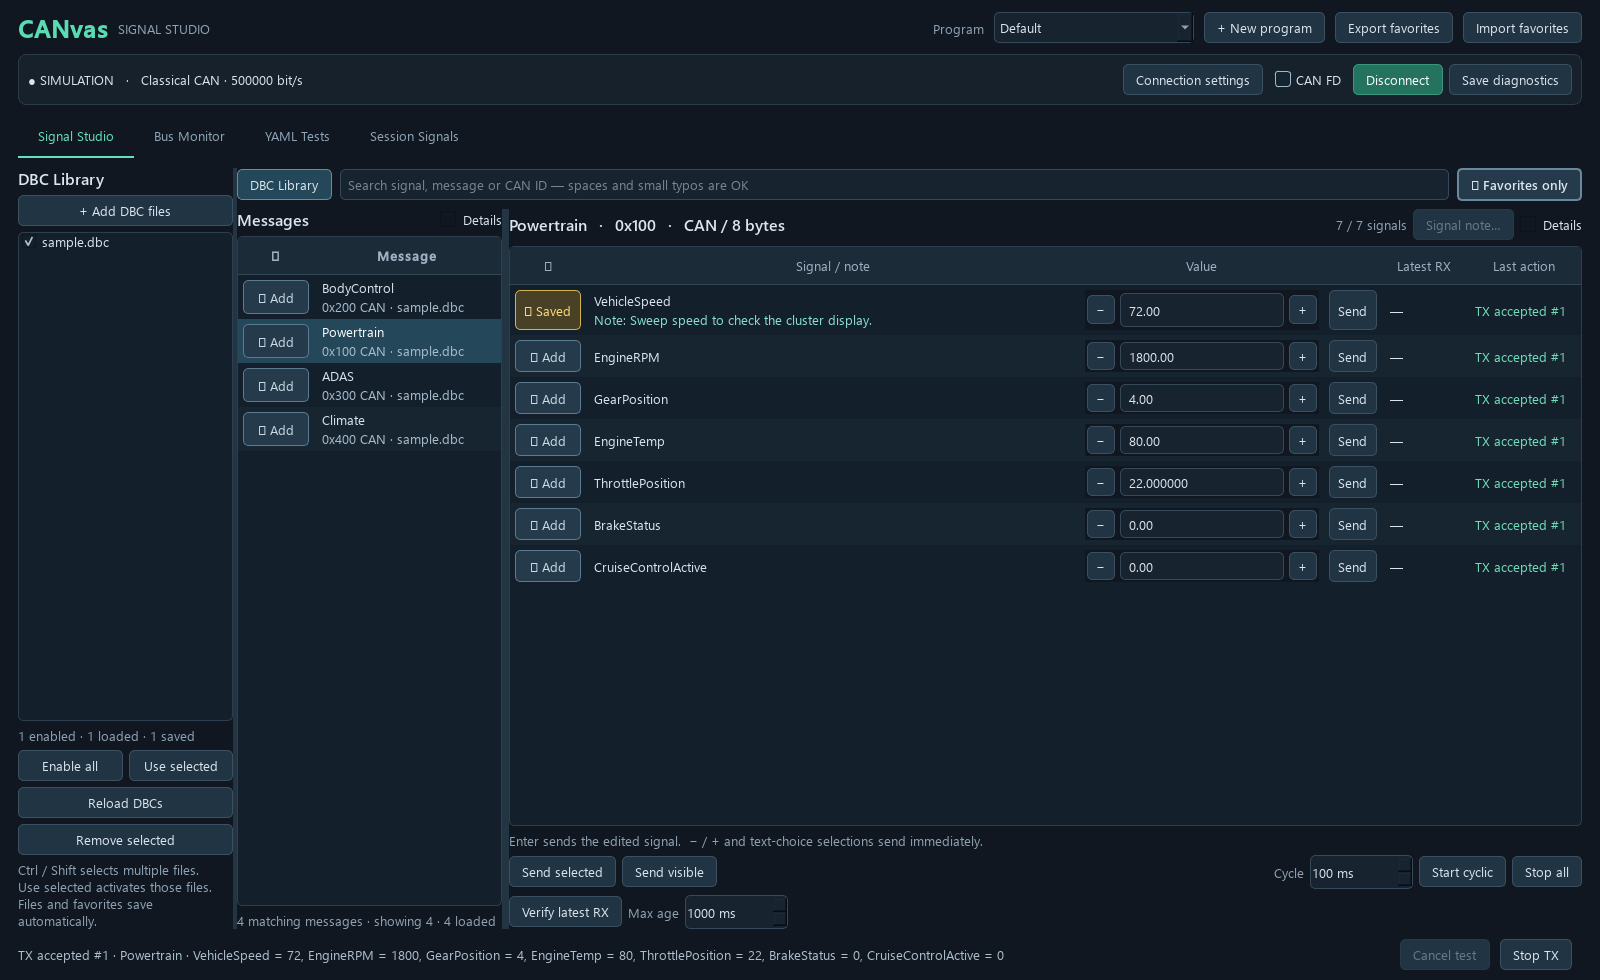 CANvas SIGNAL STUDIO
Program Default + New program Export favorites Import favorites
● SIMULATION · Classical CAN · 500000 bit/s
Connection settings CAN FD Disconnect Save diagnostics
Signal Studio Bus Monitor YAML Tests Session Signals
DBC Library
+ Add DBC files
✓ sample.dbc
1 enabled · 1 loaded · 1 saved
Enable all Use selected
Reload DBCs
Remove selected
Ctrl / Shift selects multiple files.
Use selected activates those files.
Files and favorites save
automatically.
DBC Library Search signal, message or CAN ID — spaces and small typos are OK Favorites only
Messages Details
Message
Add BodyControl
0x200 CAN · sample.dbc
Add Powertrain
0x100 CAN · sample.dbc
Add ADAS
0x300 CAN · sample.dbc
Add Climate
0x400 CAN · sample.dbc
4 matching messages · showing 4 · 4 loaded
Powertrain · 0x100 · CAN / 8 bytes 7 / 7 signals Signal note... Details
Signal / note Value Latest RX Last action
Saved VehicleSpeed − 72.00 + Send — TX accepted #1
Note: Sweep speed to check the cluster display.
Add EngineRPM − 1800.00 + Send — TX accepted #1
Add GearPosition − 4.00 + Send — TX accepted #1
Add EngineTemp − 80.00 + Send — TX accepted #1
Add ThrottlePosition − 22.000000 + Send — TX accepted #1
Add BrakeStatus − 0.00 + Send — TX accepted #1
Add CruiseControlActive − 0.00 + Send — TX accepted #1
Enter sends the edited signal. − / + and text-choice selections send immediately.
Send selected Send visible Cycle 100 ms Start cyclic Stop all
Verify latest RX Max age 1000 ms
TX accepted #1 · Powertrain · VehicleSpeed = 72, EngineRPM = 1800, GearPosition = 4, EngineTemp = 80, ThrottlePosition = 22, BrakeStatus = 0, CruiseControlActive = 0
Cancel test Stop TX